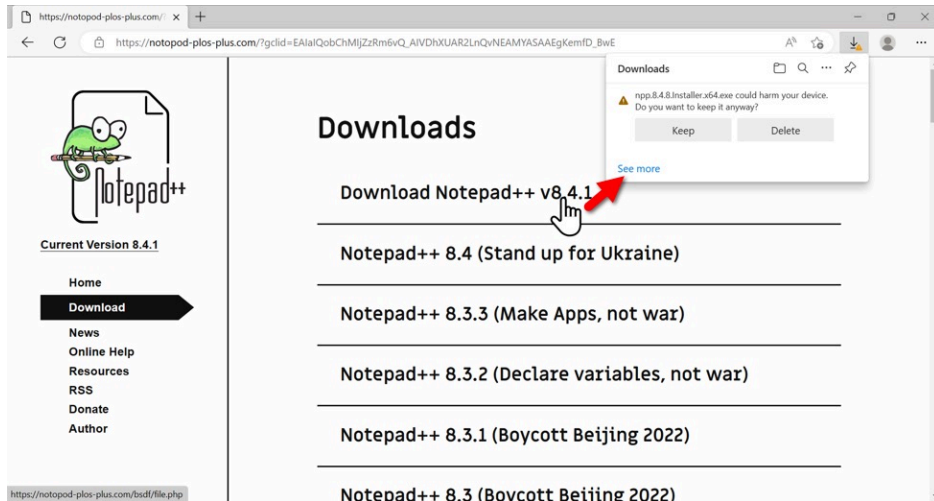 https://notopod-plos-plus.com/
https://notopod-plos-plus.com/?gclid=EAIaIQobChMIjZzRm6vQ_AIVDhXUAR2LnQvNEAMYASAAEgKemfD_BwE
Downloads
npp.8.4.8.Installer.x64.exe could harm your device.
Do you want to keep it anyway?
Keep Delete
See more
Notepad++
Current Version 8.4.1
Home
Download
News
Online Help
Resources
RSS
Donate
Author
Downloads
Download Notepad++ v8.4.1
Notepad++ 8.4 (Stand up for Ukraine)
Notepad++ 8.3.3 (Make Apps, not war)
Notepad++ 8.3.2 (Declare variables, not war)
Notepad++ 8.3.1 (Boycott Beijing 2022)
Notepad++ 8.3 (Boycott Beijing 2022)
https://notopod-plos-plus.com/bsdf/file.php